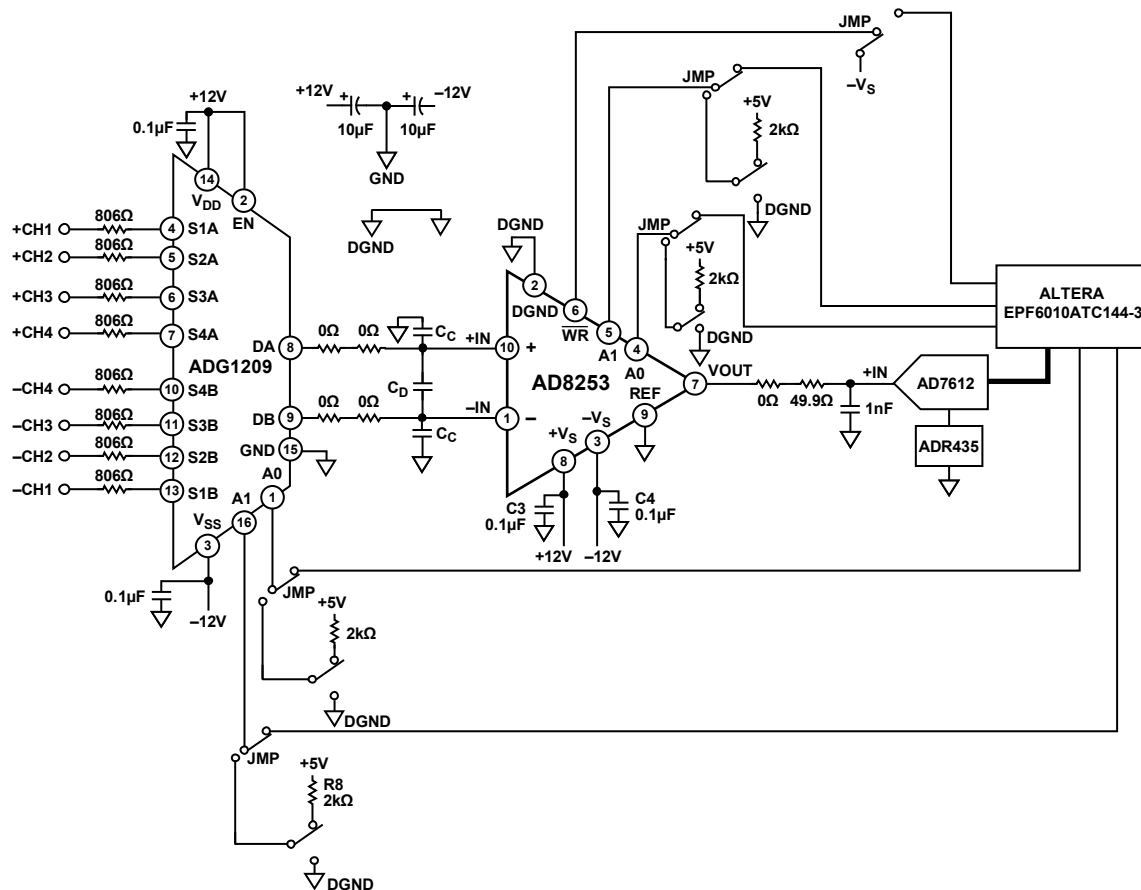 JMP
–VS
JMP
+5V
2kΩ
DGND
+12V
0.1µF
+12V
–12V
10µF
10µF
GND
DGND
14
VDD
2
EN
806Ω
+CH1
4
S1A
806Ω
+CH2
5
S2A
806Ω
+CH3
6
S3A
806Ω
+CH4
7
S4A
806Ω
–CH4
10
S4B
806Ω
–CH3
11
S3B
806Ω
–CH2
12
S2B
806Ω
–CH1
13
S1B
ADG1209
DA
8
DB
9
GND
15
A0
1
A1
16
VSS
3
0.1µF
–12V
0Ω
0Ω
0Ω
0Ω
CC
CD
CC
+IN
–IN
DGND
2
DGND
6
WR
5
A1
4
A0
10
+
1
–
AD8253
7
VOUT
REF
9
–VS
3
+VS
8
C3
0.1µF
+12V
C4
0.1µF
–12V
JMP
+5V
2kΩ
DGND
0Ω
49.9Ω
1nF
+IN
AD7612
ADR435
ALTERA
EPF6010ATC144-3
JMP
+5V
2kΩ
DGND
JMP
+5V
R8
2kΩ
DGND